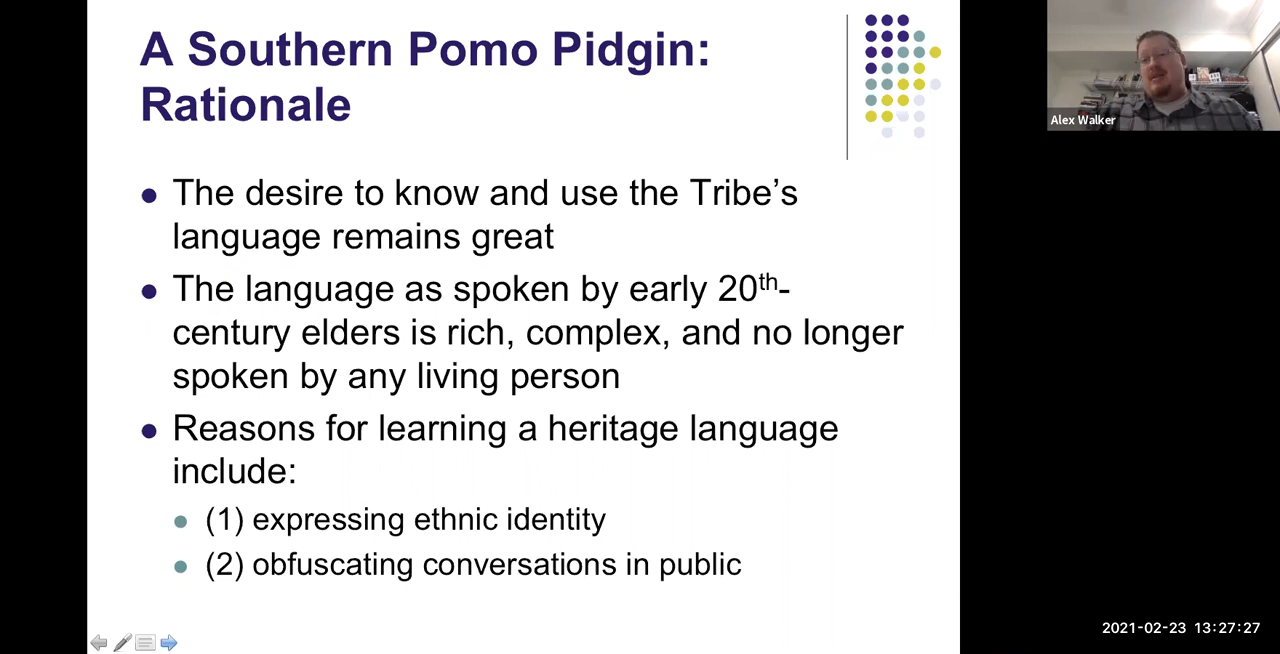 A Southern Pomo Pidgin:
Rationale
The desire to know and use the Tribe’s
language remains great
The language as spoken by early 20th-
century elders is rich, complex, and no longer
spoken by any living person
Reasons for learning a heritage language
include:
(1) expressing ethnic identity
(2) obfuscating conversations in public
Alex Walker
2021-02-23 13:27:27